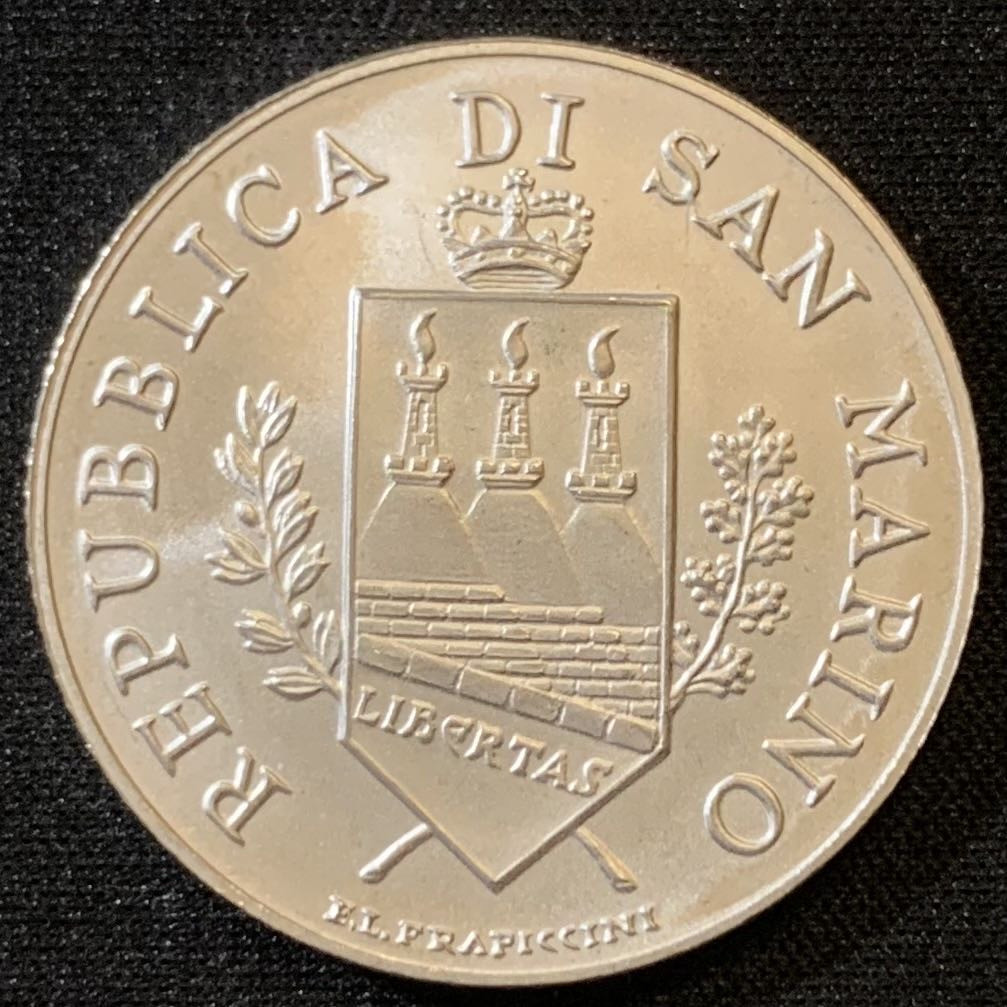 REPUBBLICA DI SAN MARINO
LIBERTAS
E.L.FRAPICCINI